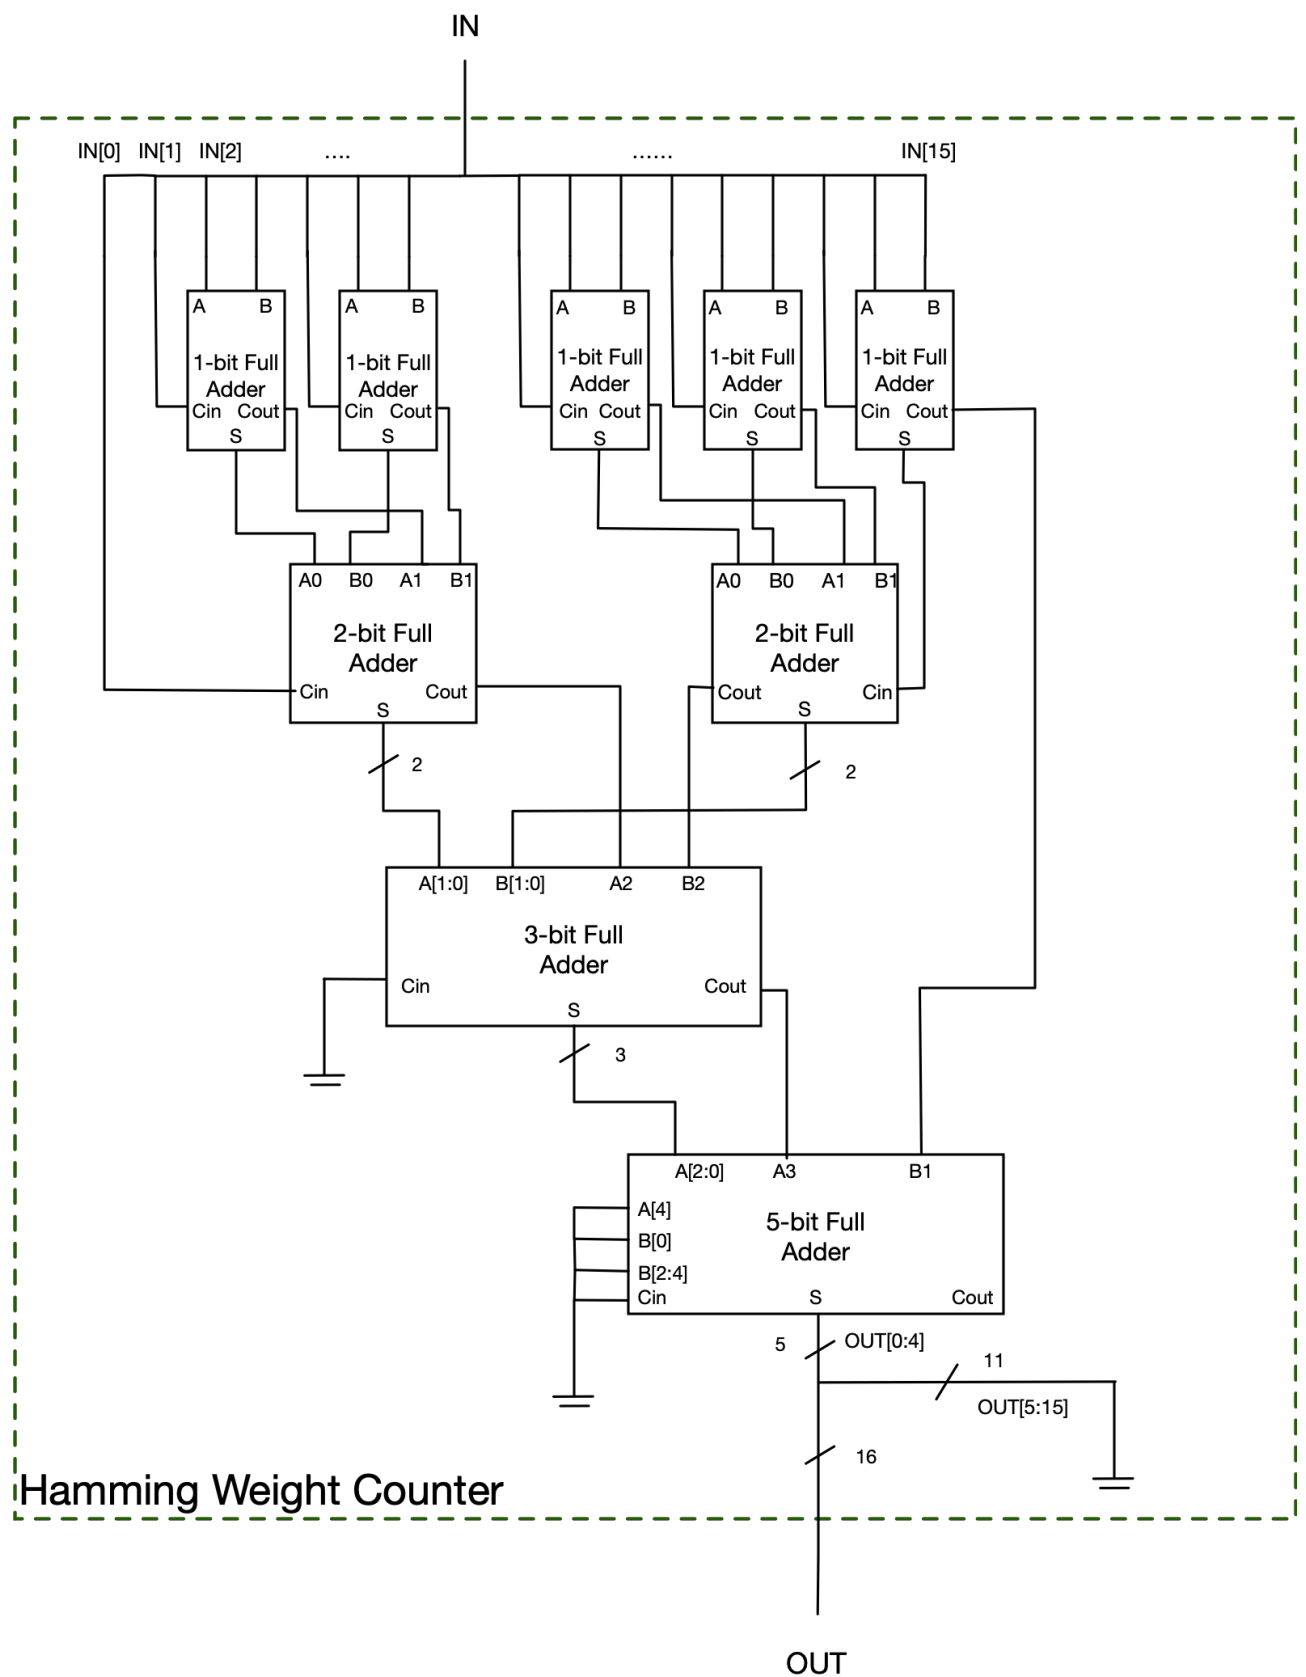 IN
IN[0] IN[1] IN[2] .... ...... IN[15]
A B A B A B A B A B
1-bit Full
Adder
1-bit Full
Adder
1-bit Full
Adder
1-bit Full
Adder
1-bit Full
Adder
Cin Cout Cin Cout Cin Cout Cin Cout Cin Cout
S S S S S
A0 B0 A1 B1 A0 B0 A1 B1
2-bit Full
Adder
2-bit Full
Adder
Cin Cout Cout Cin
S S
2 2
A[1:0] B[1:0] A2 B2
3-bit Full
Adder
Cin Cout
S
3
A[2:0] A3 B1
A[4]
B[0]
B[2:4]
5-bit Full
Adder
Cin S Cout
5 OUT[0:4]
11
OUT[5:15]
16
Hamming Weight Counter
OUT